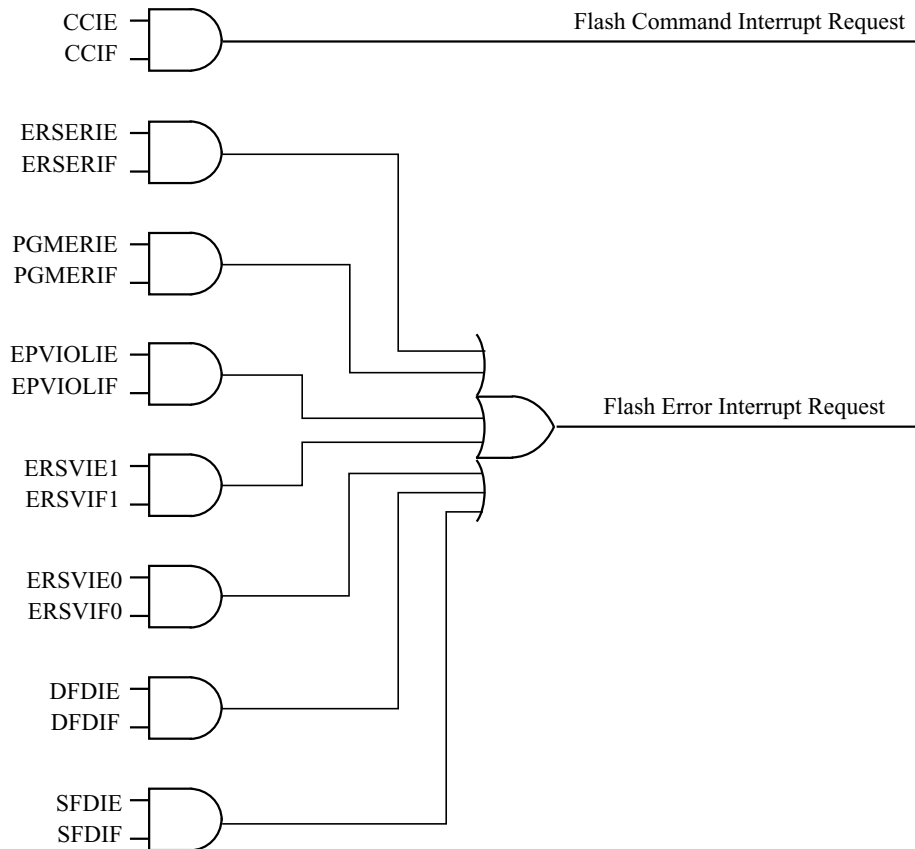 CCIE
CCIF
Flash Command Interrupt Request
ERSERIE
ERSERIF
PGMERIE
PGMERIF
EPVIOLIE
EPVIOLIF
Flash Error Interrupt Request
ERSVIE1
ERSVIF1
ERSVIE0
ERSVIF0
DFDIE
DFDIF
SFDIE
SFDIF